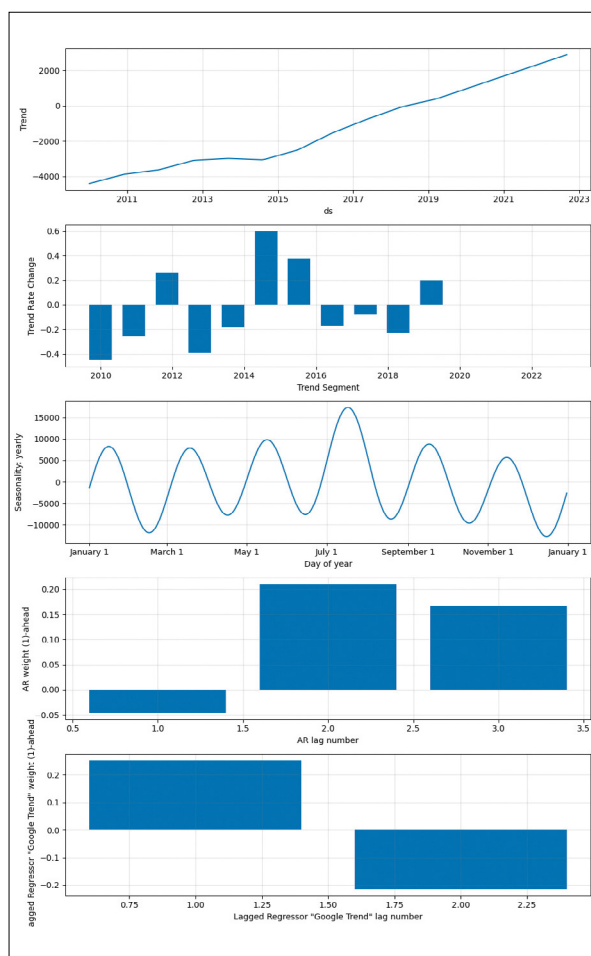 2000
0
−2000
−4000
Trend
2011 2013 2015 2017 2019 2021 2023
ds
0.6
0.4
0.2
0.0
−0.2
−0.4
Trend Rate Change
2010 2012 2014 2016 2018 2020 2022
Trend Segment
15000
10000
5000
0
−5000
−10000
Seasonality: yearly
January 1 March 1 May 1 July 1 September 1 November 1 January 1
Day of year
0.20
0.15
0.10
0.05
0.00
0.05
AR weight (1)-ahead
0.5 1.0 1.5 2.0 2.5 3.0 3.5
AR lag number
0.2
0.1
0.0
−0.1
−0.2
agged Regressor "Google Trend" weight (1)-ahead
0.75 1.00 1.25 1.50 1.75 2.00 2.25
Lagged Regressor "Google Trend" lag number